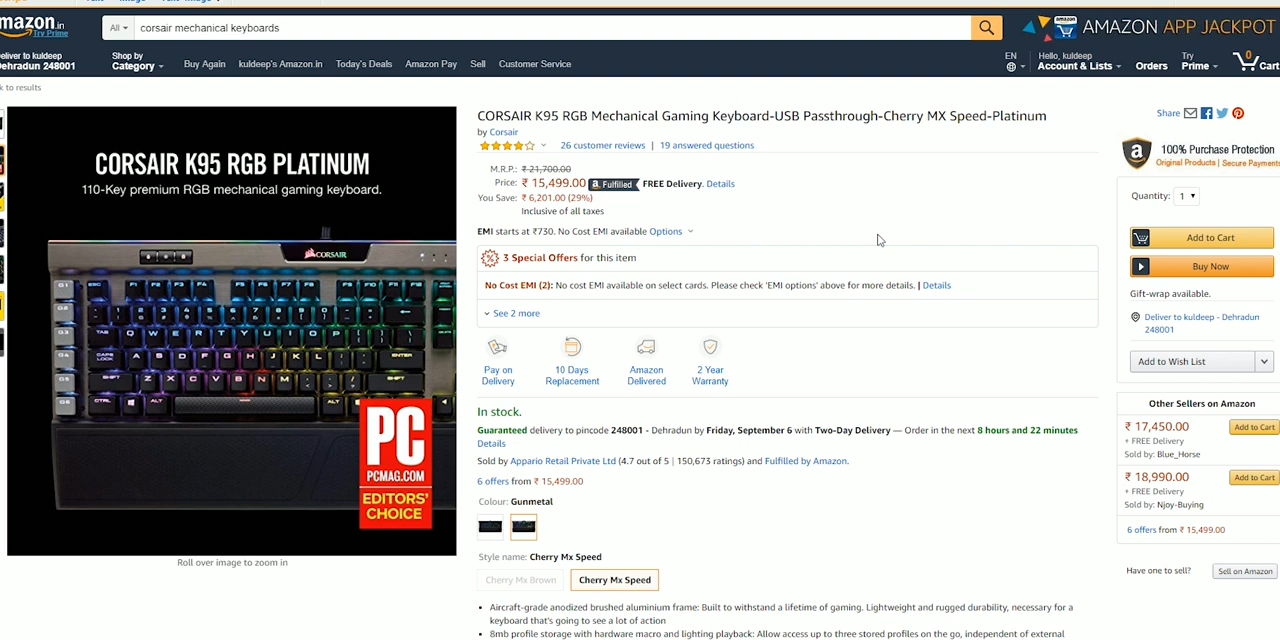 mazon.in
Try Prime
All
corsair mechanical keyboards
amazon
AMAZON APP JACKPOT
eliver to kuldeep
Dehradun 248001
Shop by
Category
Buy Again
kuldeep's Amazon.in
Today's Deals
Amazon Pay
Sell
Customer Service
EN
Hello, kuldeep
Account & Lists
Orders
Try
Prime
0
Cart
k to results
CORSAIR K95 RGB PLATINUM
110-Key premium RGB mechanical gaming keyboard.
CORSAIR
PC
PCMAG.COM
EDITORS'
CHOICE
Roll over image to zoom in
CORSAIR K95 RGB Mechanical Gaming Keyboard-USB Passthrough-Cherry MX Speed-Platinum
by Corsair
26 customer reviews | 19 answered questions
M.R.P.: ₹ 21,700.00
Price: ₹ 15,499.00 a Fulfilled FREE Delivery. Details
You Save: ₹ 6,201.00 (29%)
Inclusive of all taxes
EMI starts at ₹730. No Cost EMI available Options
3 Special Offers for this item
No Cost EMI (2): No cost EMI available on select cards. Please check 'EMI options' above for more details. | Details
See 2 more
Pay on
Delivery
10 Days
Replacement
Amazon
Delivered
2 Year
Warranty
In stock.
Guaranteed delivery to pincode 248001 - Dehradun by Friday, September 6 with Two-Day Delivery — Order in the next 8 hours and 22 minutes
Details
Sold by Appario Retail Private Ltd (4.7 out of 5 | 150,673 ratings) and Fulfilled by Amazon.
6 offers from ₹ 15,499.00
Colour: Gunmetal
Style name: Cherry Mx Speed
Cherry Mx Brown
Cherry Mx Speed
Aircraft-grade anodized brushed aluminium frame: Built to withstand a lifetime of gaming. Lightweight and rugged durability, necessary for a
keyboard that's going to see a lot of action
8mb profile storage with hardware macro and lighting playback: Allow access up to three stored profiles on the go, independent of external
Share
100% Purchase Protection
Original Products | Secure Payments
Quantity: 1
Add to Cart
Buy Now
Gift-wrap available.
Deliver to kuldeep - Dehradun
248001
Add to Wish List
Other Sellers on Amazon
₹ 17,450.00
Add to Cart
+ FREE Delivery
Sold by: Blue_Horse
₹ 18,990.00
Add to Cart
+ FREE Delivery
Sold by: Njoy-Buying
6 offers from ₹ 15,499.00
Have one to sell?
Sell on Amazon